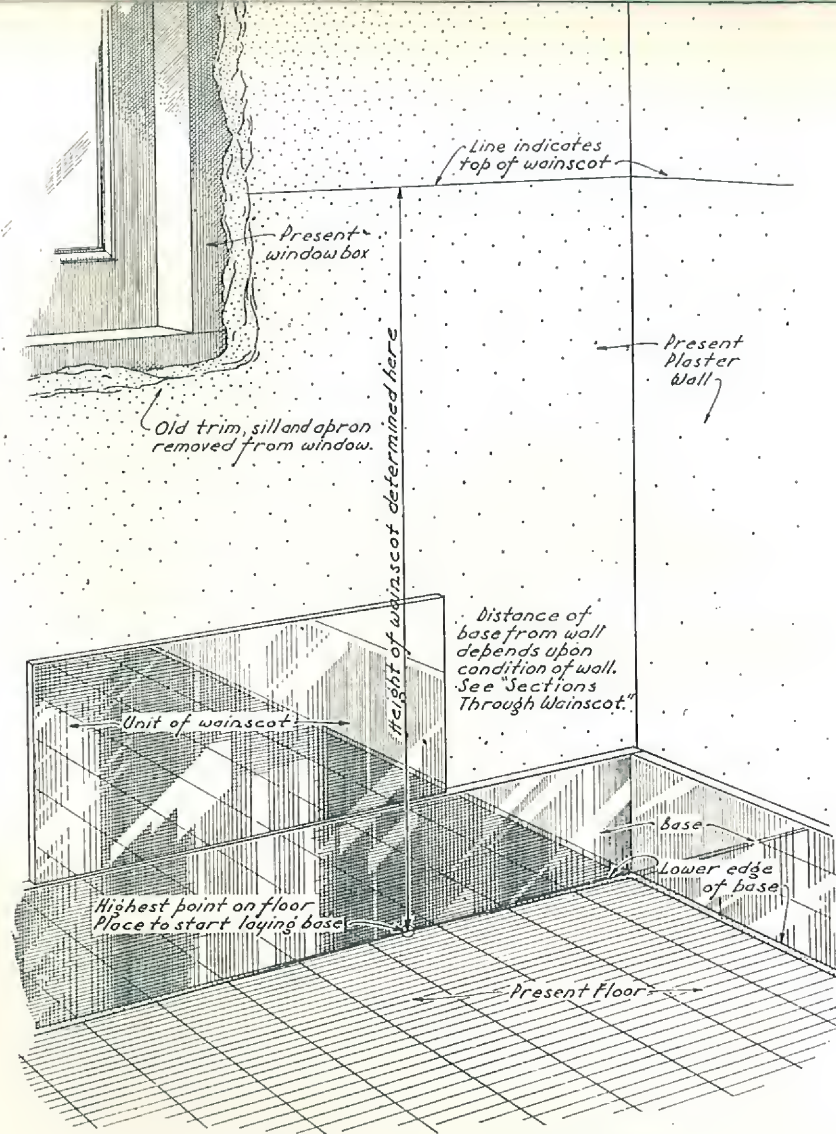 Line indicates
top of wainscot
Present
window box
Present
Plaster
Wall
Old trim, sill and apron
removed from window.
Height of wainscot determined here
Distance of
base from wall
depends upon
condition of wall.
See "Sections
Through Wainscot."
Unit of wainscot
Base
Lower edge
of base
Highest point on floor
Place to start laying base
Present Floor